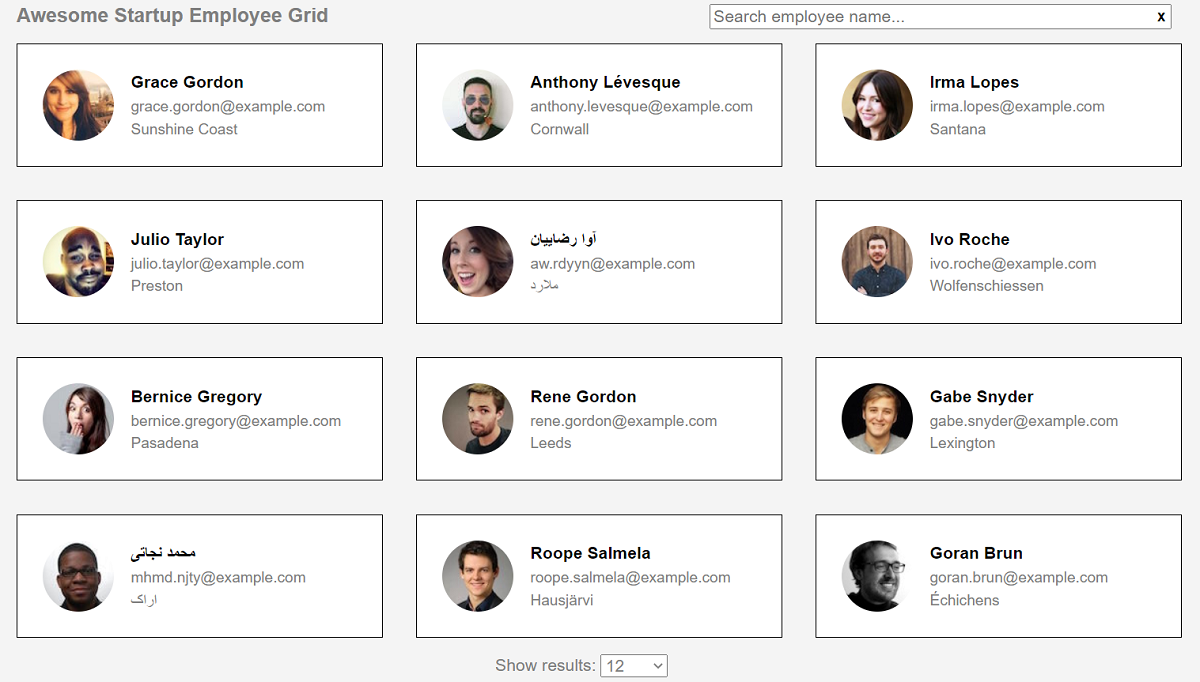 Awesome Startup Employee Grid
Search employee name... x
Grace Gordon
grace.gordon@example.com
Sunshine Coast
Anthony Lévesque
anthony.levesque@example.com
Cornwall
Irma Lopes
irma.lopes@example.com
Santana
Julio Taylor
julio.taylor@example.com
Preston
آوا رضاییان
aw.rdyyn@example.com
ملارد
Ivo Roche
ivo.roche@example.com
Wolfenschiessen
Bernice Gregory
bernice.gregory@example.com
Pasadena
Rene Gordon
rene.gordon@example.com
Leeds
Gabe Snyder
gabe.snyder@example.com
Lexington
محمد نجاتی
mhmd.njty@example.com
اراک
Roope Salmela
roope.salmela@example.com
Hausjärvi
Goran Brun
goran.brun@example.com
Échichens
Show results: 12